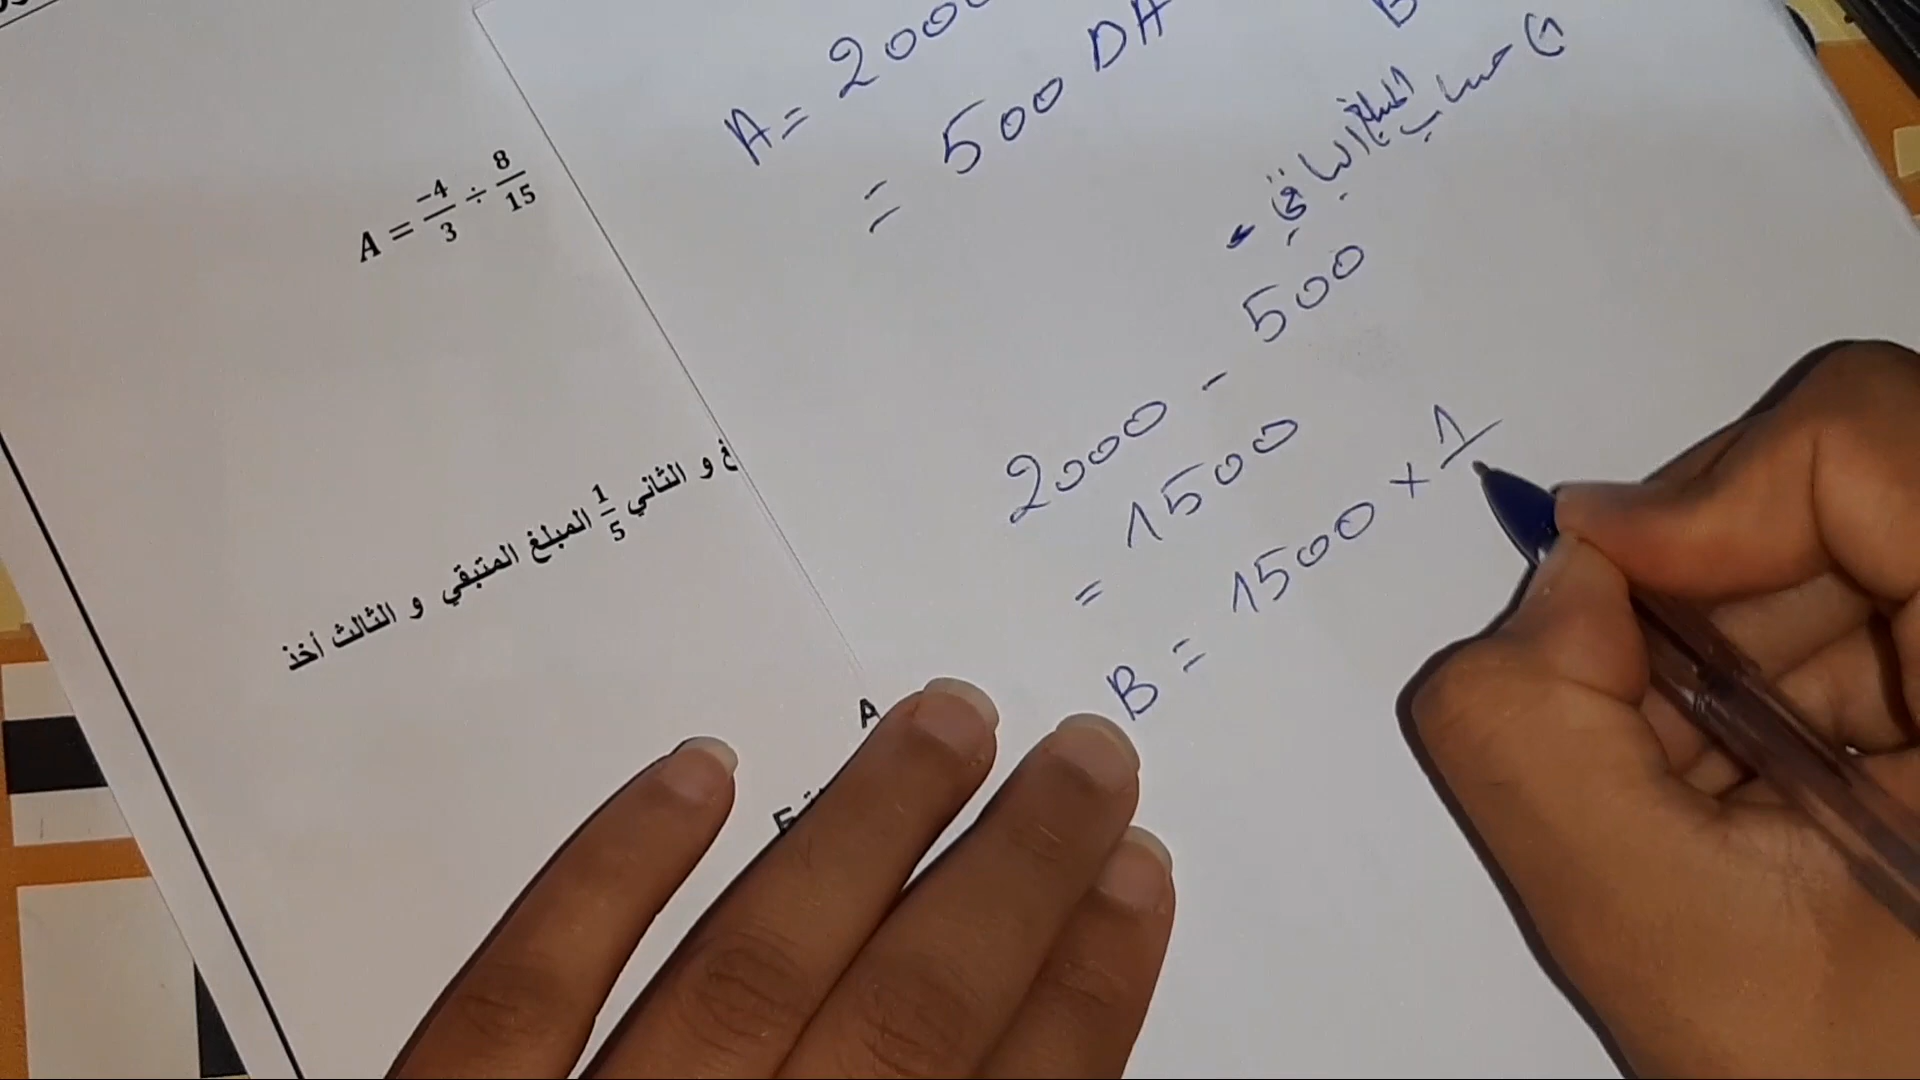 A = 2000
= 500 DA
B
حساب المبلغ الباقي
2000 - 500
= 1500
B = 1500 × 1
A = -4/3 ÷ 8/15
غ و الثاني 1/5 المبلغ المتبقي و الثالث أخذ
A